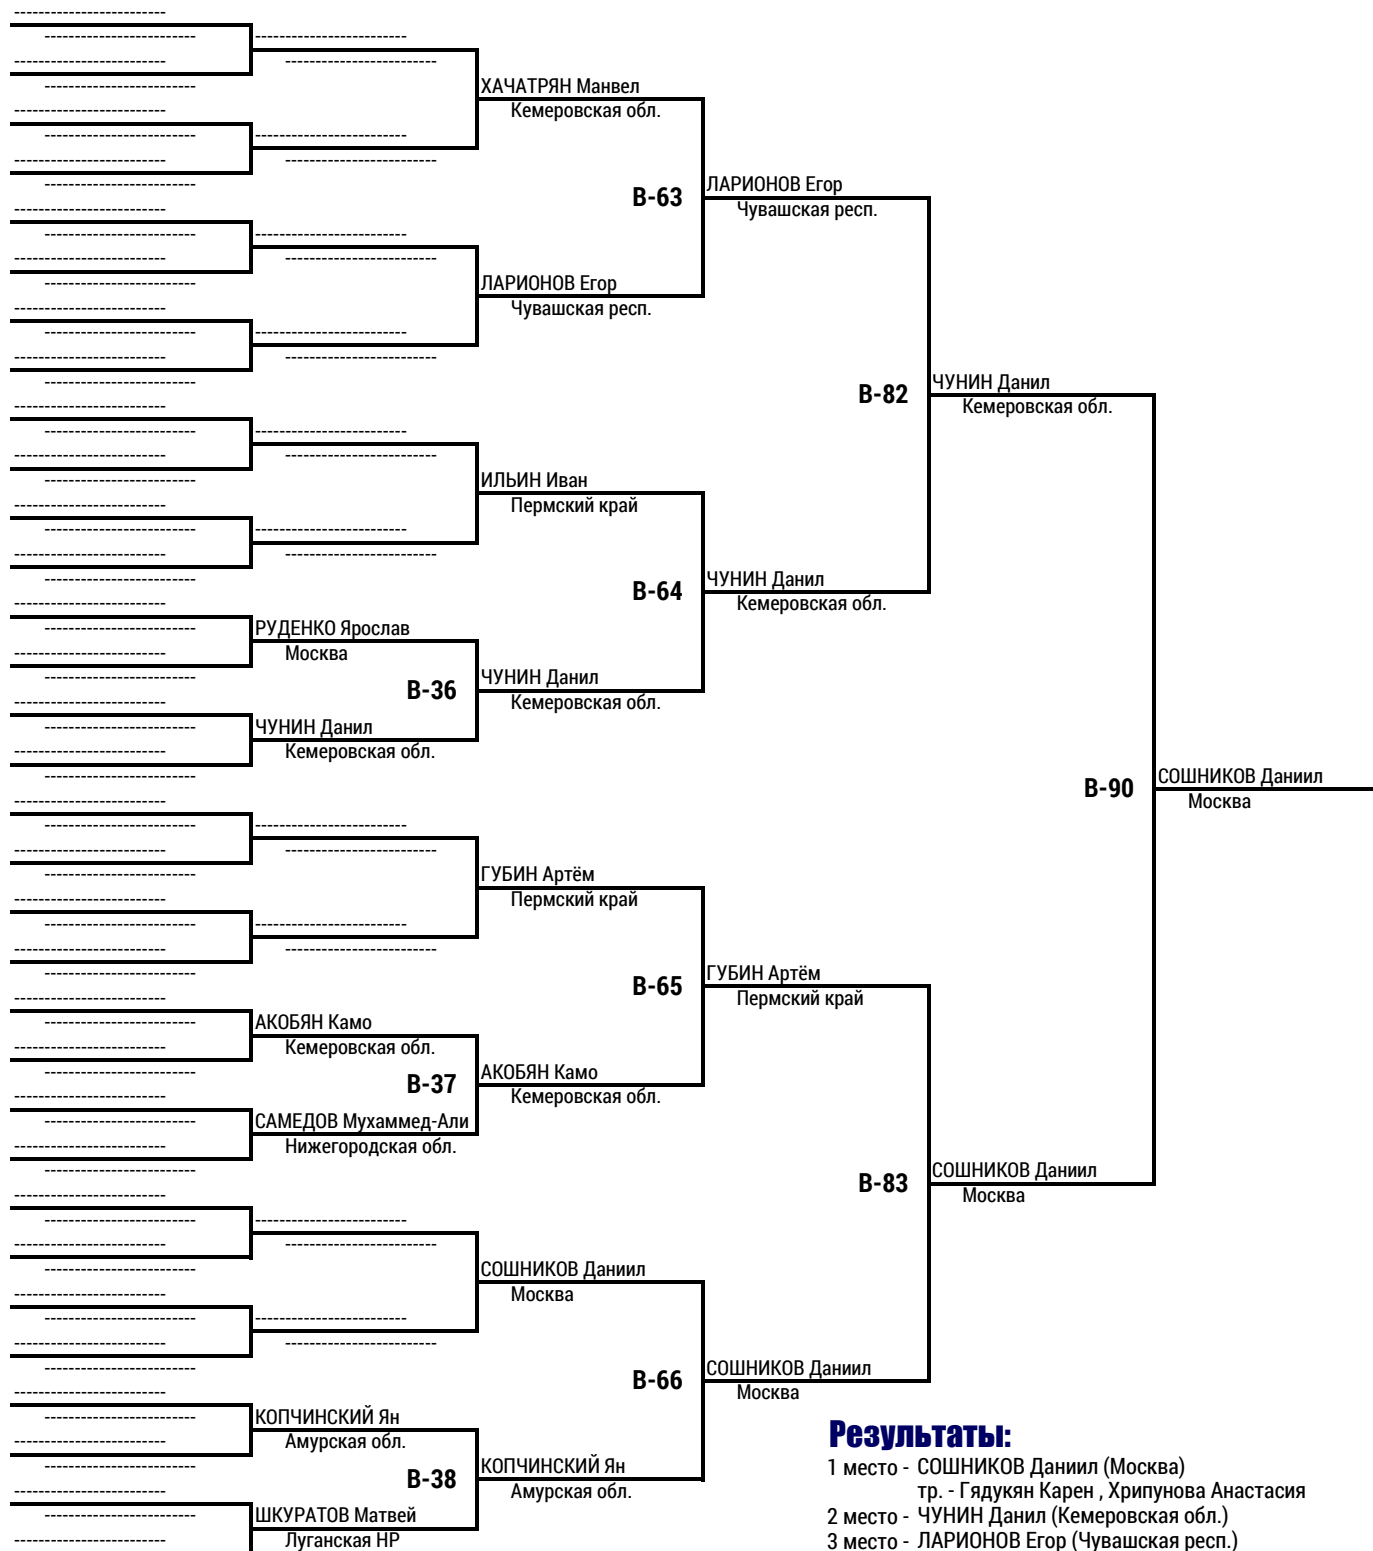 ХАЧАТРЯН Манвел
Кемеровская обл.
B-63
ЛАРИОНОВ Егор
Чувашская респ.
ЛАРИОНОВ Егор
Чувашская респ.
B-82
ЧУНИН Данил
Кемеровская обл.
ИЛЬИН Иван
Пермский край
B-64
ЧУНИН Данил
Кемеровская обл.
РУДЕНКО Ярослав
Москва
B-36
ЧУНИН Данил
Кемеровская обл.
ЧУНИН Данил
Кемеровская обл.
B-90
СОШНИКОВ Даниил
Москва
ГУБИН Артём
Пермский край
B-65
ГУБИН Артём
Пермский край
АКОБЯН Камо
Кемеровская обл.
B-37
АКОБЯН Камо
Кемеровская обл.
САМЕДОВ Мухаммед-Али
Нижегородская обл.
B-83
СОШНИКОВ Даниил
Москва
СОШНИКОВ Даниил
Москва
B-66
СОШНИКОВ Даниил
Москва
КОПЧИНСКИЙ Ян
Амурская обл.
B-38
КОПЧИНСКИЙ Ян
Амурская обл.
ШКУРАТОВ Матвей
Луганская НР
Результаты:
1 место - СОШНИКОВ Даниил (Москва)
тр. - Гядукян Карен , Хрипунова Анастасия
2 место - ЧУНИН Данил (Кемеровская обл.)
3 место - ЛАРИОНОВ Егор (Чувашская респ.)